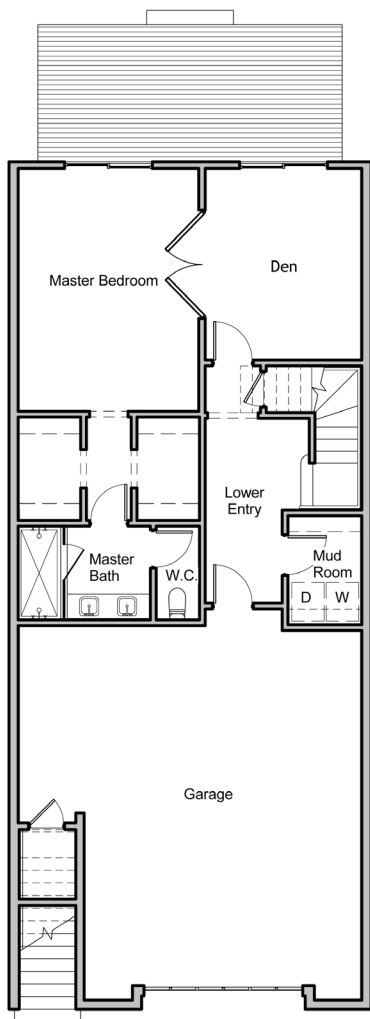 Master Bedroom
Den
Lower
Entry
Master
Bath
W.C.
Mud
Room
D
W
Garage